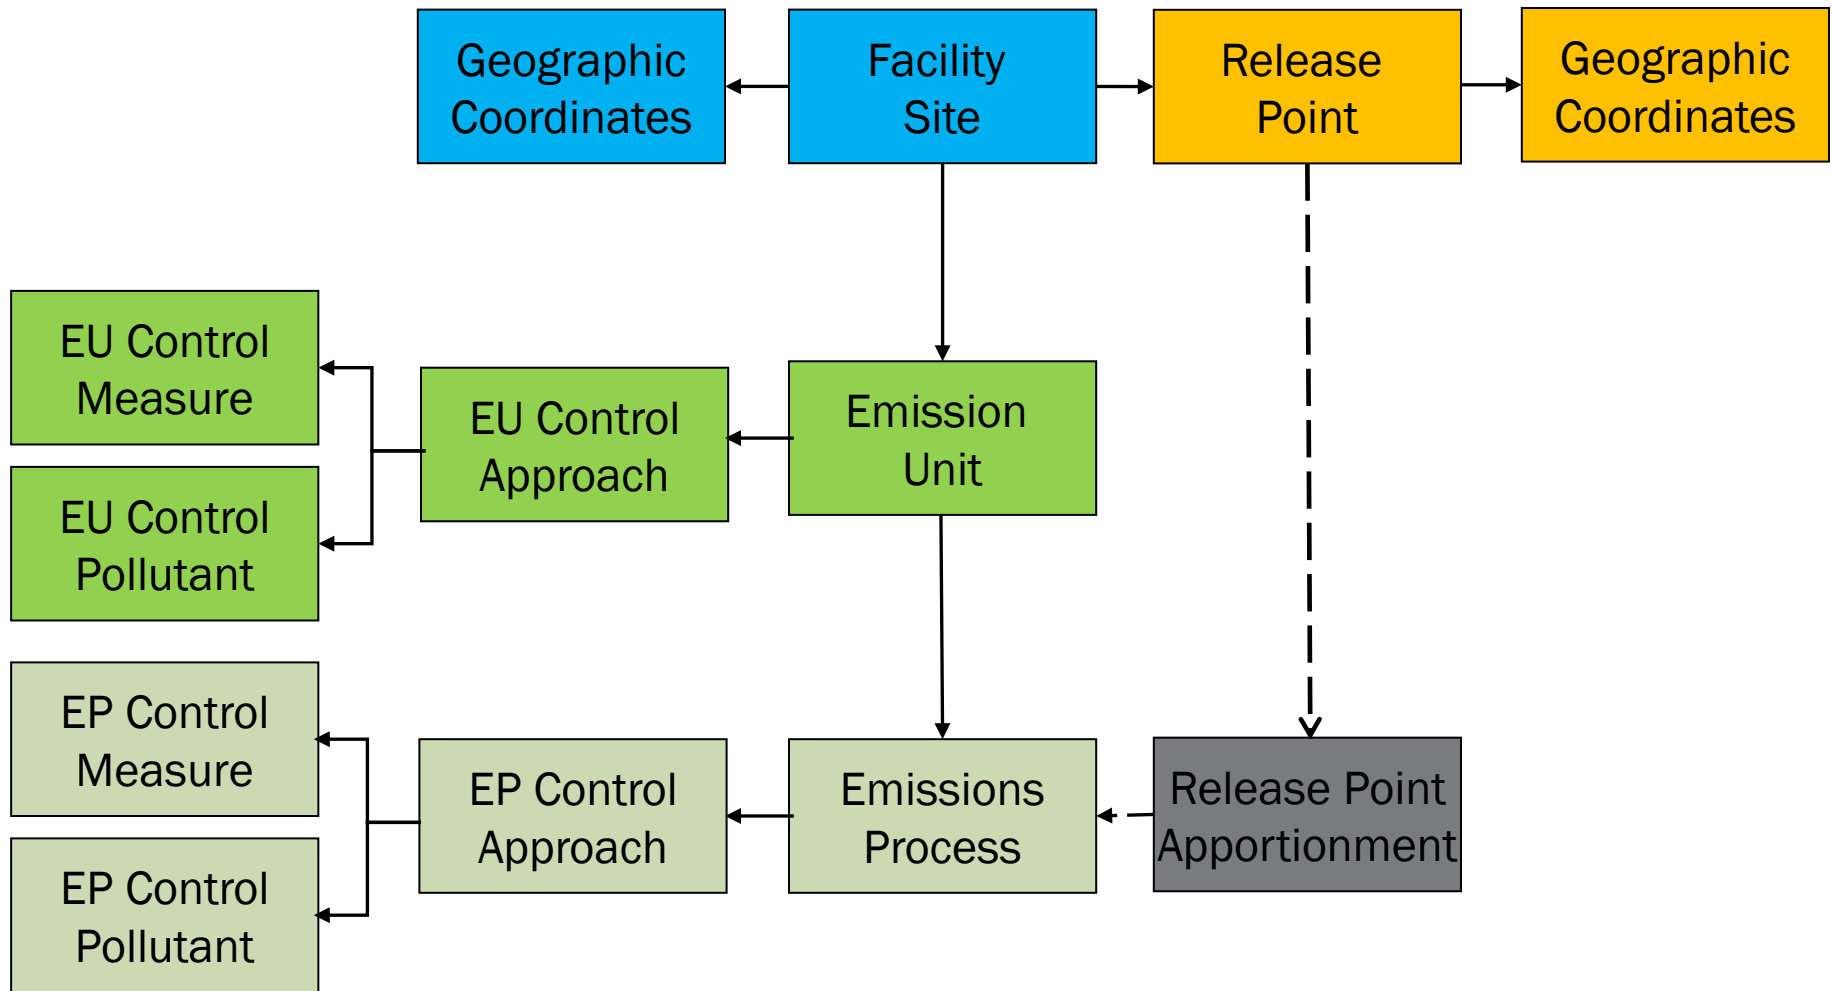 Geographic
Coordinates
Facility
Site
Release
Point
Geographic
Coordinates
EU Control
Measure
EU Control
Approach
Emission
Unit
EU Control
Pollutant
EP Control
Measure
EP Control
Approach
Emissions
Process
Release Point
Apportionment
EP Control
Pollutant